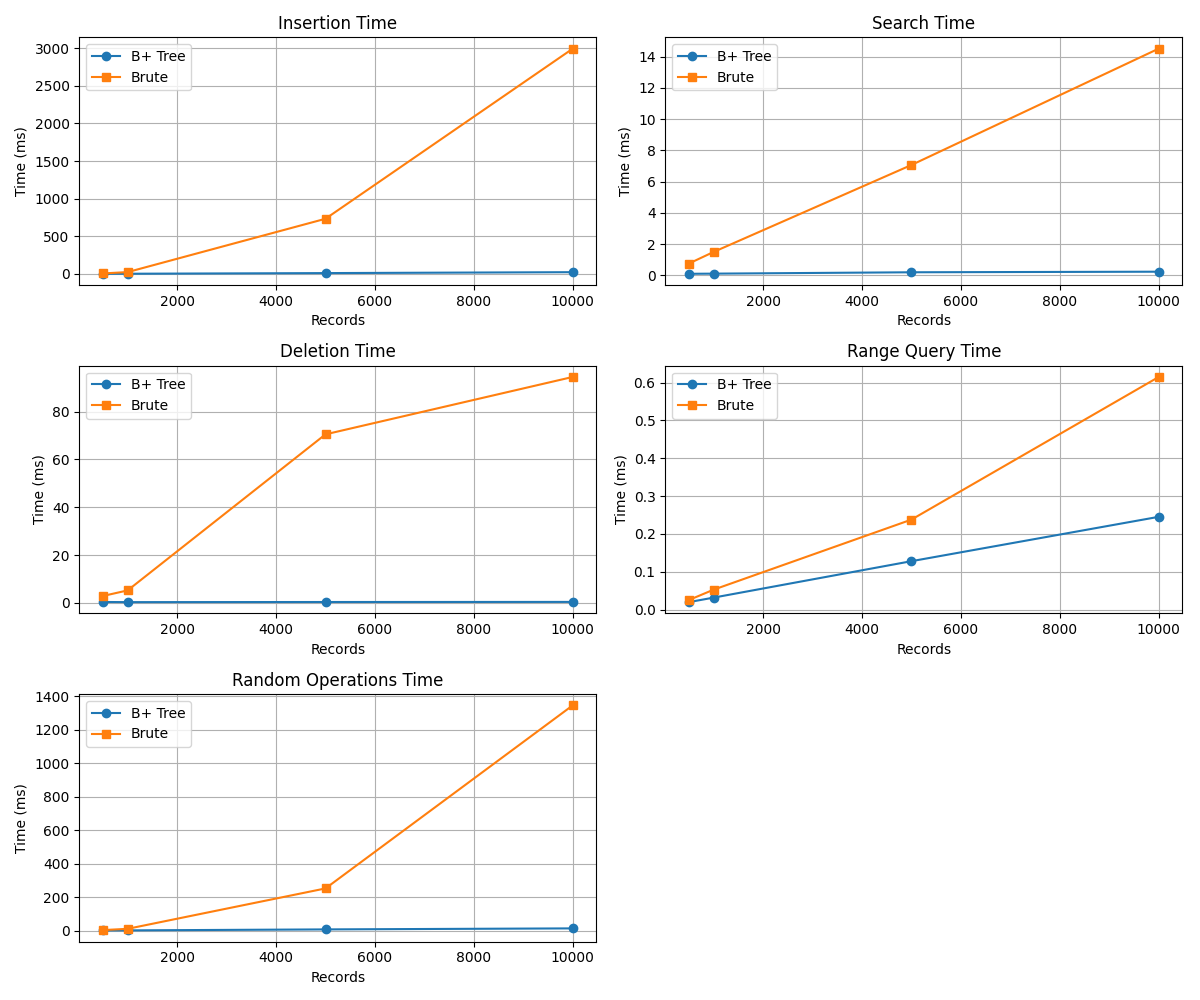 Insertion Time
3000
2500
2000
1500
1000
500
0
Time (ms)
B+ Tree
Brute
2000 4000 6000 8000 10000
Records
Search Time
14
12
10
8
6
4
2
0
Time (ms)
B+ Tree
Brute
2000 4000 6000 8000 10000
Records
Deletion Time
80
60
40
20
0
Time (ms)
B+ Tree
Brute
2000 4000 6000 8000 10000
Records
Range Query Time
0.6
0.5
0.4
0.3
0.2
0.1
0.0
Time (ms)
B+ Tree
Brute
2000 4000 6000 8000 10000
Records
Random Operations Time
1400
1200
1000
800
600
400
200
0
Time (ms)
B+ Tree
Brute
2000 4000 6000 8000 10000
Records